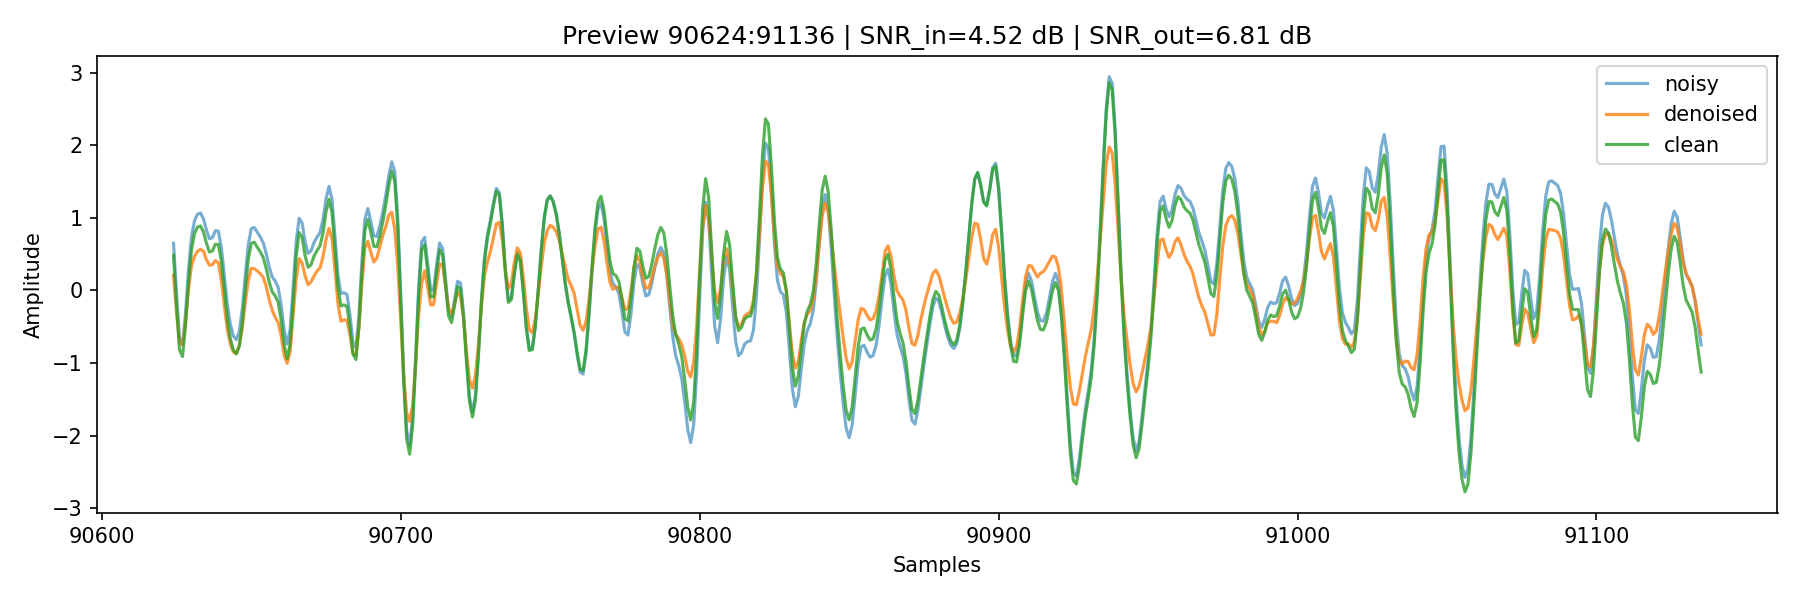 Preview 90624:91136 | SNR_in=4.52 dB | SNR_out=6.81 dB
noisy
denoised
clean
Amplitude
3
2
1
0
−1
−2
−3
90600 90700 90800 90900 91000 91100
Samples